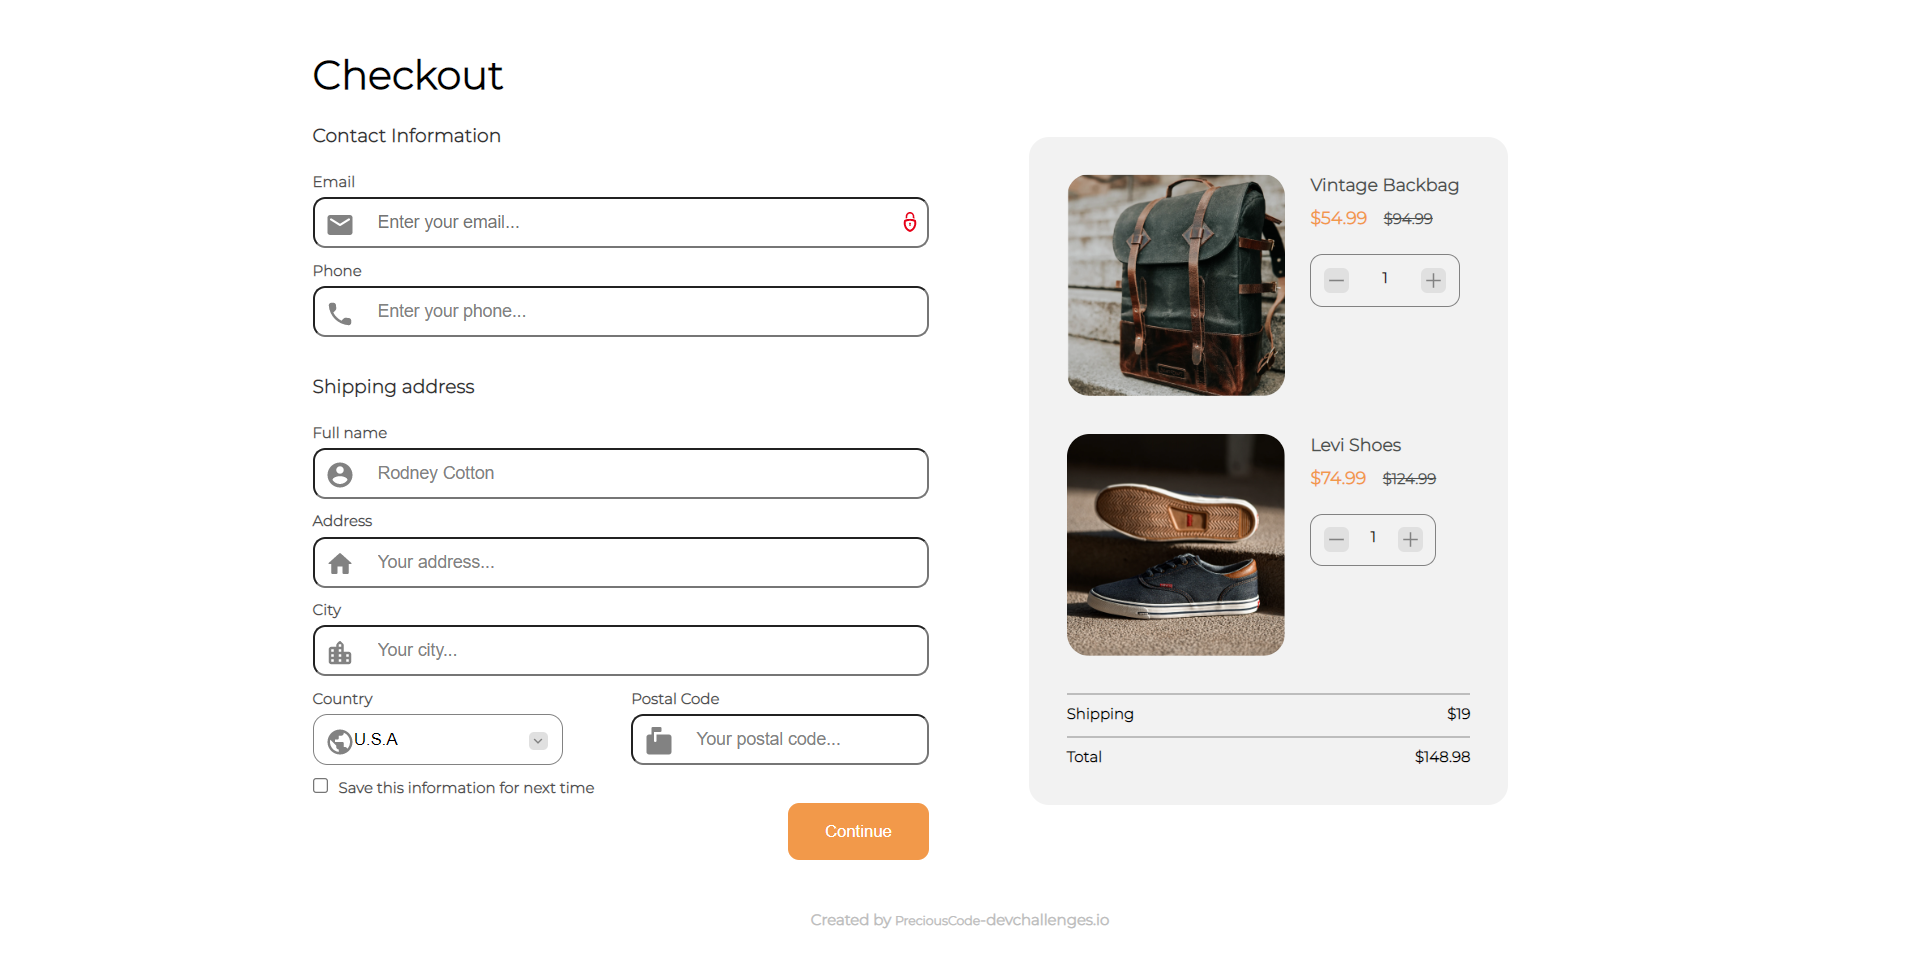 Checkout
Contact Information
Email
Enter your email...
Phone
Enter your phone...
Shipping address
Full name
Rodney Cotton
Address
Your address...
City
Your city...
Country
Postal Code
U.S.A
Your postal code...
Save this information for next time
Continue
Vintage Backbag
$54.99 $94.99
1
Levi Shoes
$74.99 $124.99
1
Shipping $19
Total $148.98
Created by PreciousCode-devchallenges.io